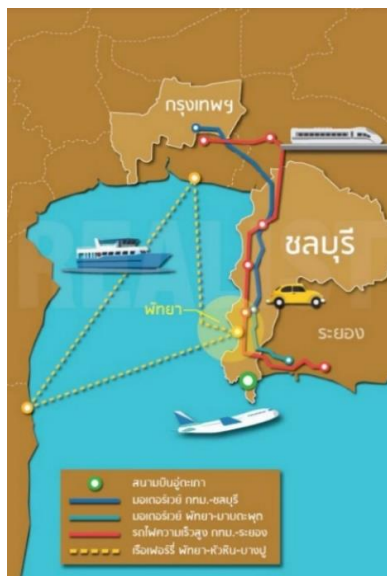 กรุงเทพฯ
REALIST
ชลบุรี
พัทยา
ระยอง
สนามบินอู่ตะเภา
มอเตอร์เวย์ กทม.-ชลบุรี
มอเตอร์เวย์ พัทยา-มาบตะพุด
รถไฟความเร็วสูง กทม.-ระยอง
เรือเฟอร์รี่ พัทยา-หัวหิน-บางปู